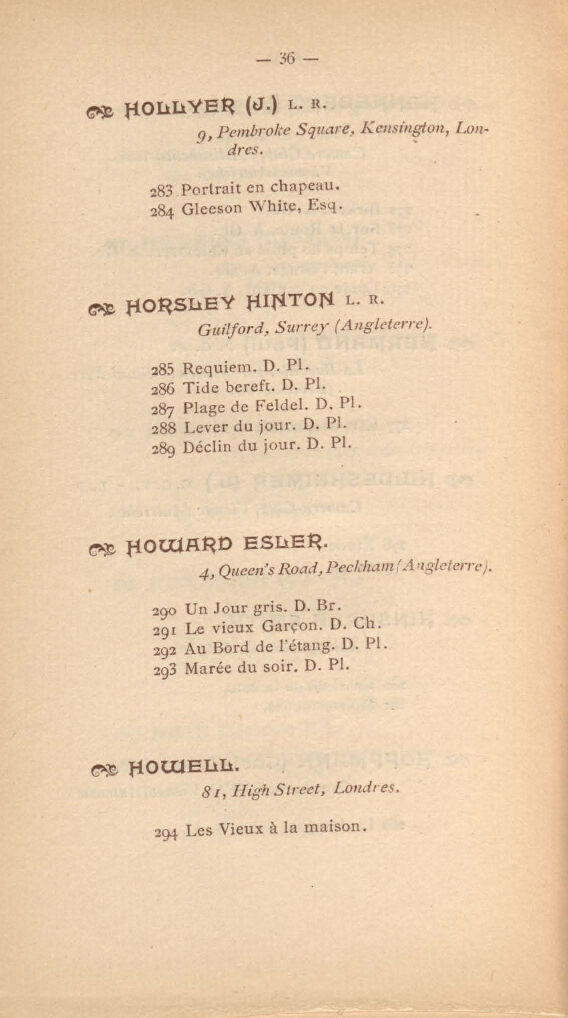 — 36 —
HOLLYER (J.) L. R.
9, Pembroke Square, Kensington, Lon-
dres.
283 Portrait en chapeau.
284 Gleeson White, Esq.
HORSLEY HINTON L. R.
Guilford, Surrey (Angleterre).
285 Requiem. D. Pl.
286 Tide bereft. D. Pl.
287 Plage de Feldel. D. Pl.
288 Lever du jour. D. Pl.
289 Déclin du jour. D. Pl.
HOWARD ESLER.
4, Queen's Road, Peckham (Angleterre).
290 Un Jour gris. D. Br.
291 Le vieux Garçon. D. Ch.
292 Au Bord de l'étang. D. Pl.
293 Marée du soir. D. Pl.
HOWELL.
81, High Street, Londres.
294 Les Vieux à la maison.